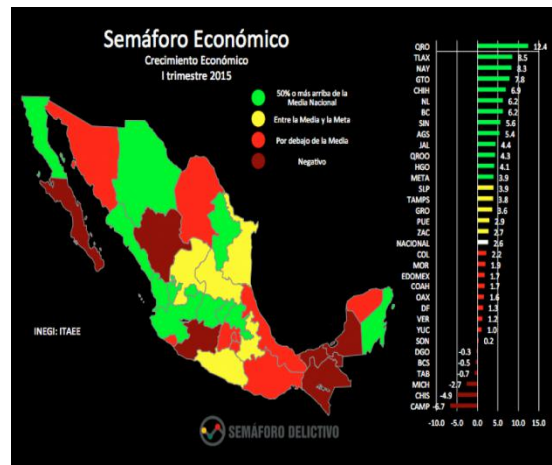 Semáforo Económico
Crecimiento Económico
I trimestre 2015
50% o más arriba de la
Media Nacional
Entre la Media y la Meta
Por debajo de la Media
Negativo
INEGI: ITAEE
SEMÁFORO DELICTIVO
QRO 12.4
TLAX 8.5
NAY 8.3
GTO 7.8
CHIH 6.9
NL 6.2
BC 6.2
SIN 5.6
AGS 5.4
JAL 4.4
QROO 4.3
HGO 4.1
META 3.9
SLP 3.9
TAMPS 3.8
GRO 3.6
PUE 2.9
ZAC 2.7
NACIONAL 2.6
COL 2.2
MOR 1.9
EDOMEX 1.7
COAH 1.7
OAX 1.6
DF 1.3
VER 1.2
YUC 1.0
SON 0.2
DGO -0.3
BCS -0.5
TAB -0.7
MICH -2.7
CHIS -4.9
CAMP -6.7
-10.0 -5.0 0.0 5.0 10.0 15.0